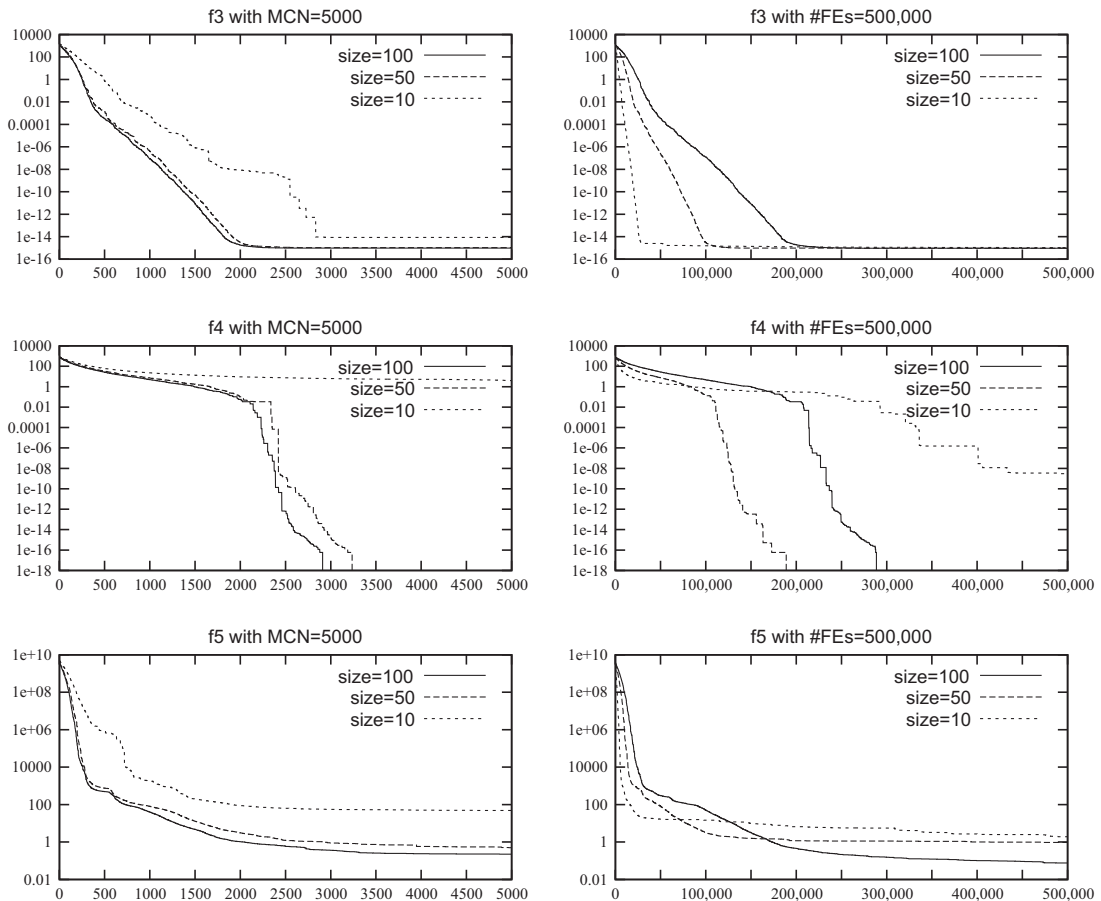 f3 with MCN=5000
10000
100
1
0.01
0.0001
1e-06
1e-08
1e-10
1e-12
1e-14
1e-16
size=100
size=50
size=10
0 500 1000 1500 2000 2500 3000 3500 4000 4500 5000
f3 with #FEs=500,000
10000
100
1
0.01
0.0001
1e-06
1e-08
1e-10
1e-12
1e-14
1e-16
size=100
size=50
size=10
0 100,000 200,000 300,000 400,000 500,000
f4 with MCN=5000
10000
100
1
0.01
0.0001
1e-06
1e-08
1e-10
1e-12
1e-14
1e-16
1e-18
size=100
size=50
size=10
0 500 1000 1500 2000 2500 3000 3500 4000 4500 5000
f4 with #FEs=500,000
10000
100
1
0.01
0.0001
1e-06
1e-08
1e-10
1e-12
1e-14
1e-16
1e-18
size=100
size=50
size=10
0 100,000 200,000 300,000 400,000 500,000
f5 with MCN=5000
1e+10
1e+08
1e+06
10000
100
1
0.01
size=100
size=50
size=10
0 500 1000 1500 2000 2500 3000 3500 4000 4500 5000
f5 with #FEs=500,000
1e+10
1e+08
1e+06
10000
100
1
0.01
size=100
size=50
size=10
0 100,000 200,000 300,000 400,000 500,000